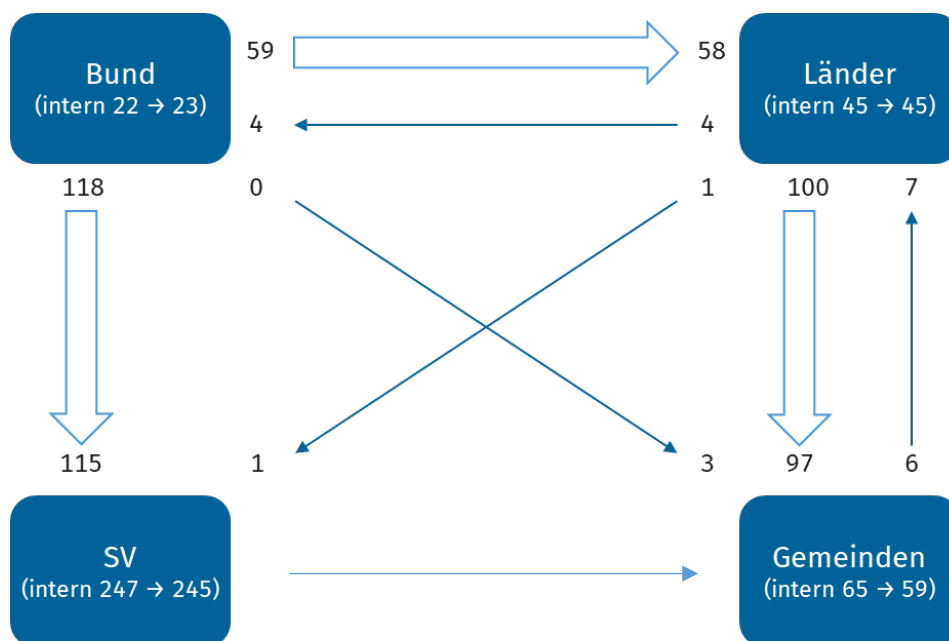 Bund
(intern 22 → 23)
59
58
Länder
(intern 45 → 45)
4
4
118
0
1
100
7
115
1
3
97
6
SV
(intern 247 → 245)
Gemeinden
(intern 65 → 59)